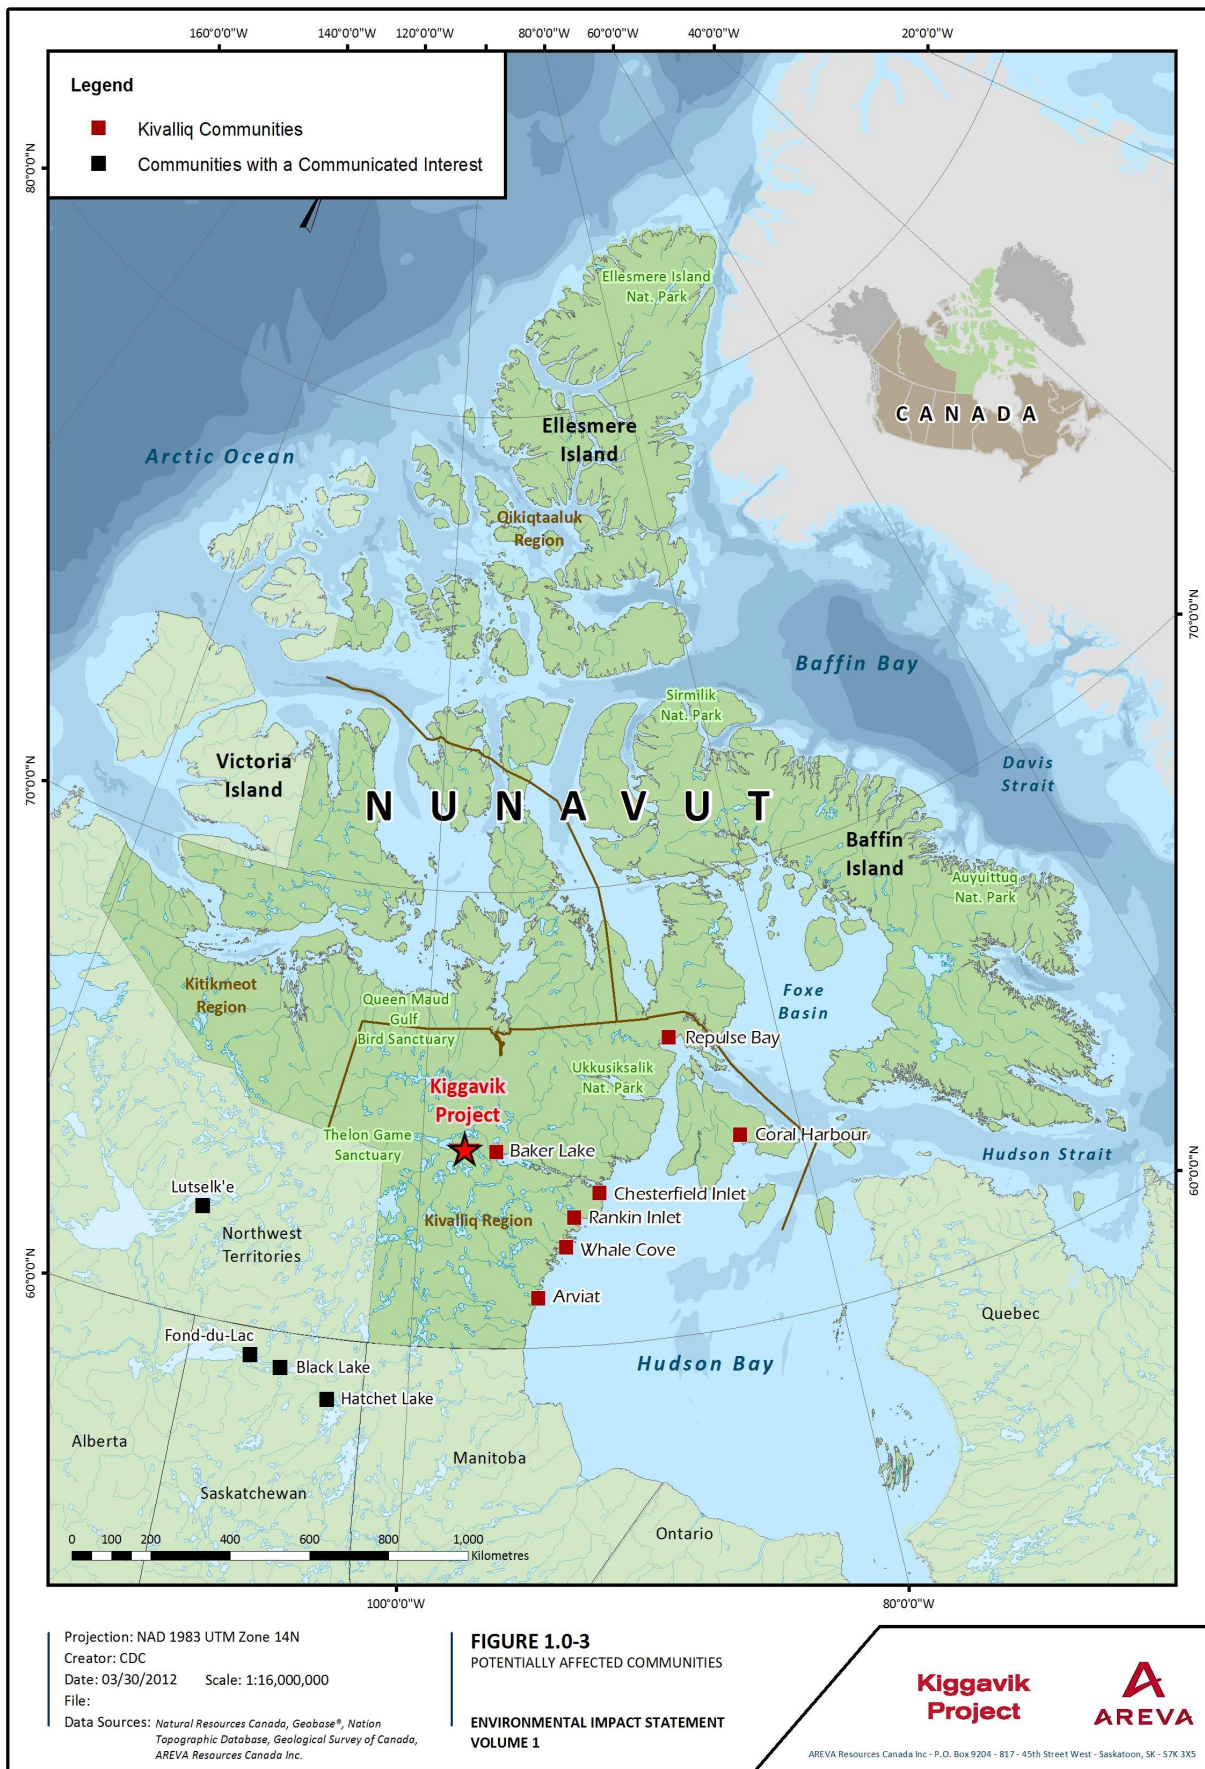 160°0'0"W
140°0'0"W
120°0'0"W
80°0'0"W
60°0'0"W
40°0'0"W
20°0'0"W
Legend
Kivalliq Communities
Communities with a Communicated Interest
80°0'0"N
Ellesmere Island
Nat. Park
CANADA
Ellesmere
Island
Arctic Ocean
Qikiqtaaluk
Region
70°0'0"N
Baffin Bay
Sirmilik
Nat. Park
Victoria
Island
Davis
Strait
70°0'0"N
NUNAVUT
Baffin
Island
Auyuittuq
Nat. Park
Kitikmeot
Region
Queen Maud
Gulf
Bird Sanctuary
Foxe
Basin
Repulse Bay
Ukkusiksalik
Nat. Park
Kiggavik
Project
Thelon Game
Sanctuary
Coral Harbour
Baker Lake
Hudson Strait
60°0'0"N
Lutselk'e
Chesterfield Inlet
Rankin Inlet
Kivalliq Region
Northwest
Territories
Whale Cove
60°0'0"N
Arviat
Quebec
Fond-du-Lac
Black Lake
Hudson Bay
Hatchet Lake
Alberta
Manitoba
Saskatchewan
Ontario
0 100 200 400 600 800 1,000
Kilometres
100°0'0"W
80°0'0"W
Projection: NAD 1983 UTM Zone 14N
Creator: CDC
Date: 03/30/2012 Scale: 1:16,000,000
File:
Data Sources: Natural Resources Canada, Geobase®, Nation
Topographic Database, Geological Survey of Canada,
AREVA Resources Canada Inc.
FIGURE 1.0-3
POTENTIALLY AFFECTED COMMUNITIES
ENVIRONMENTAL IMPACT STATEMENT
VOLUME 1
Kiggavik
Project
AREVA
AREVA Resources Canada Inc - P.O. Box 9204 - 817 - 45th Street West - Saskatoon, SK - S7K 3X5